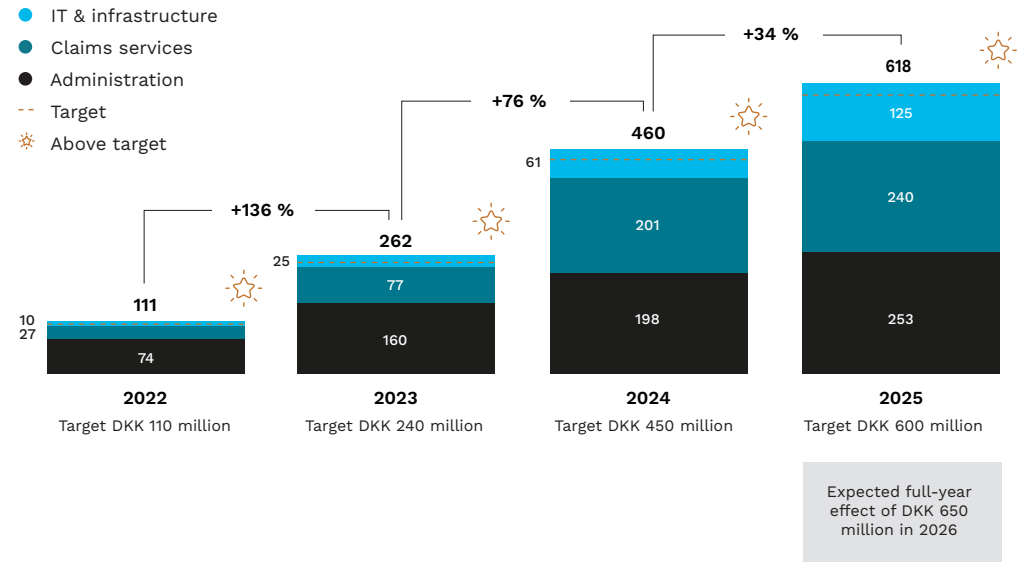 IT & infrastructure
Claims services
Administration
Target
Above target
+136 %
+76 %
+34 %
111
10
27
74
2022
Target DKK 110 million
262
25
77
160
2023
Target DKK 240 million
460
61
201
198
2024
Target DKK 450 million
618
125
240
253
2025
Target DKK 600 million
Expected full-year
effect of DKK 650
million in 2026